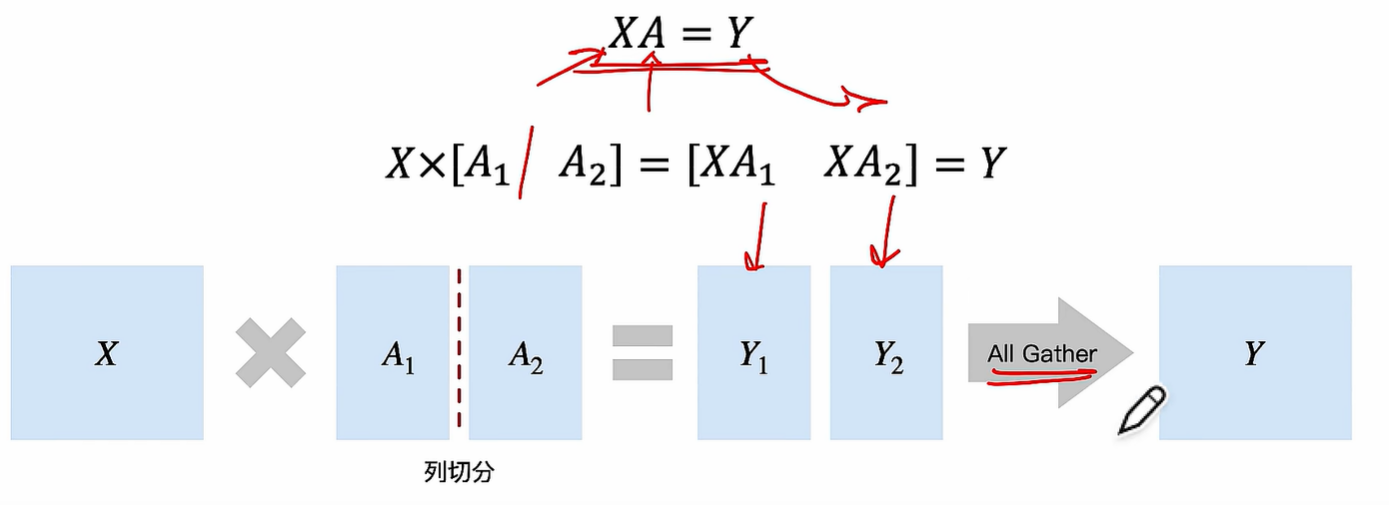 XA = Y
X×[A₁ A₂] = [XA₁ XA₂] = Y
X A₁ A₂ Y₁ Y₂ All Gather Y
列切分